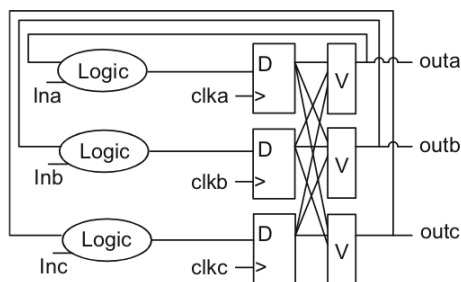 Logic
D
V
outa
Ina
clka >
Logic
D
V
outb
Inb
clkb >
Logic
D
V
outc
Inc
clkc >